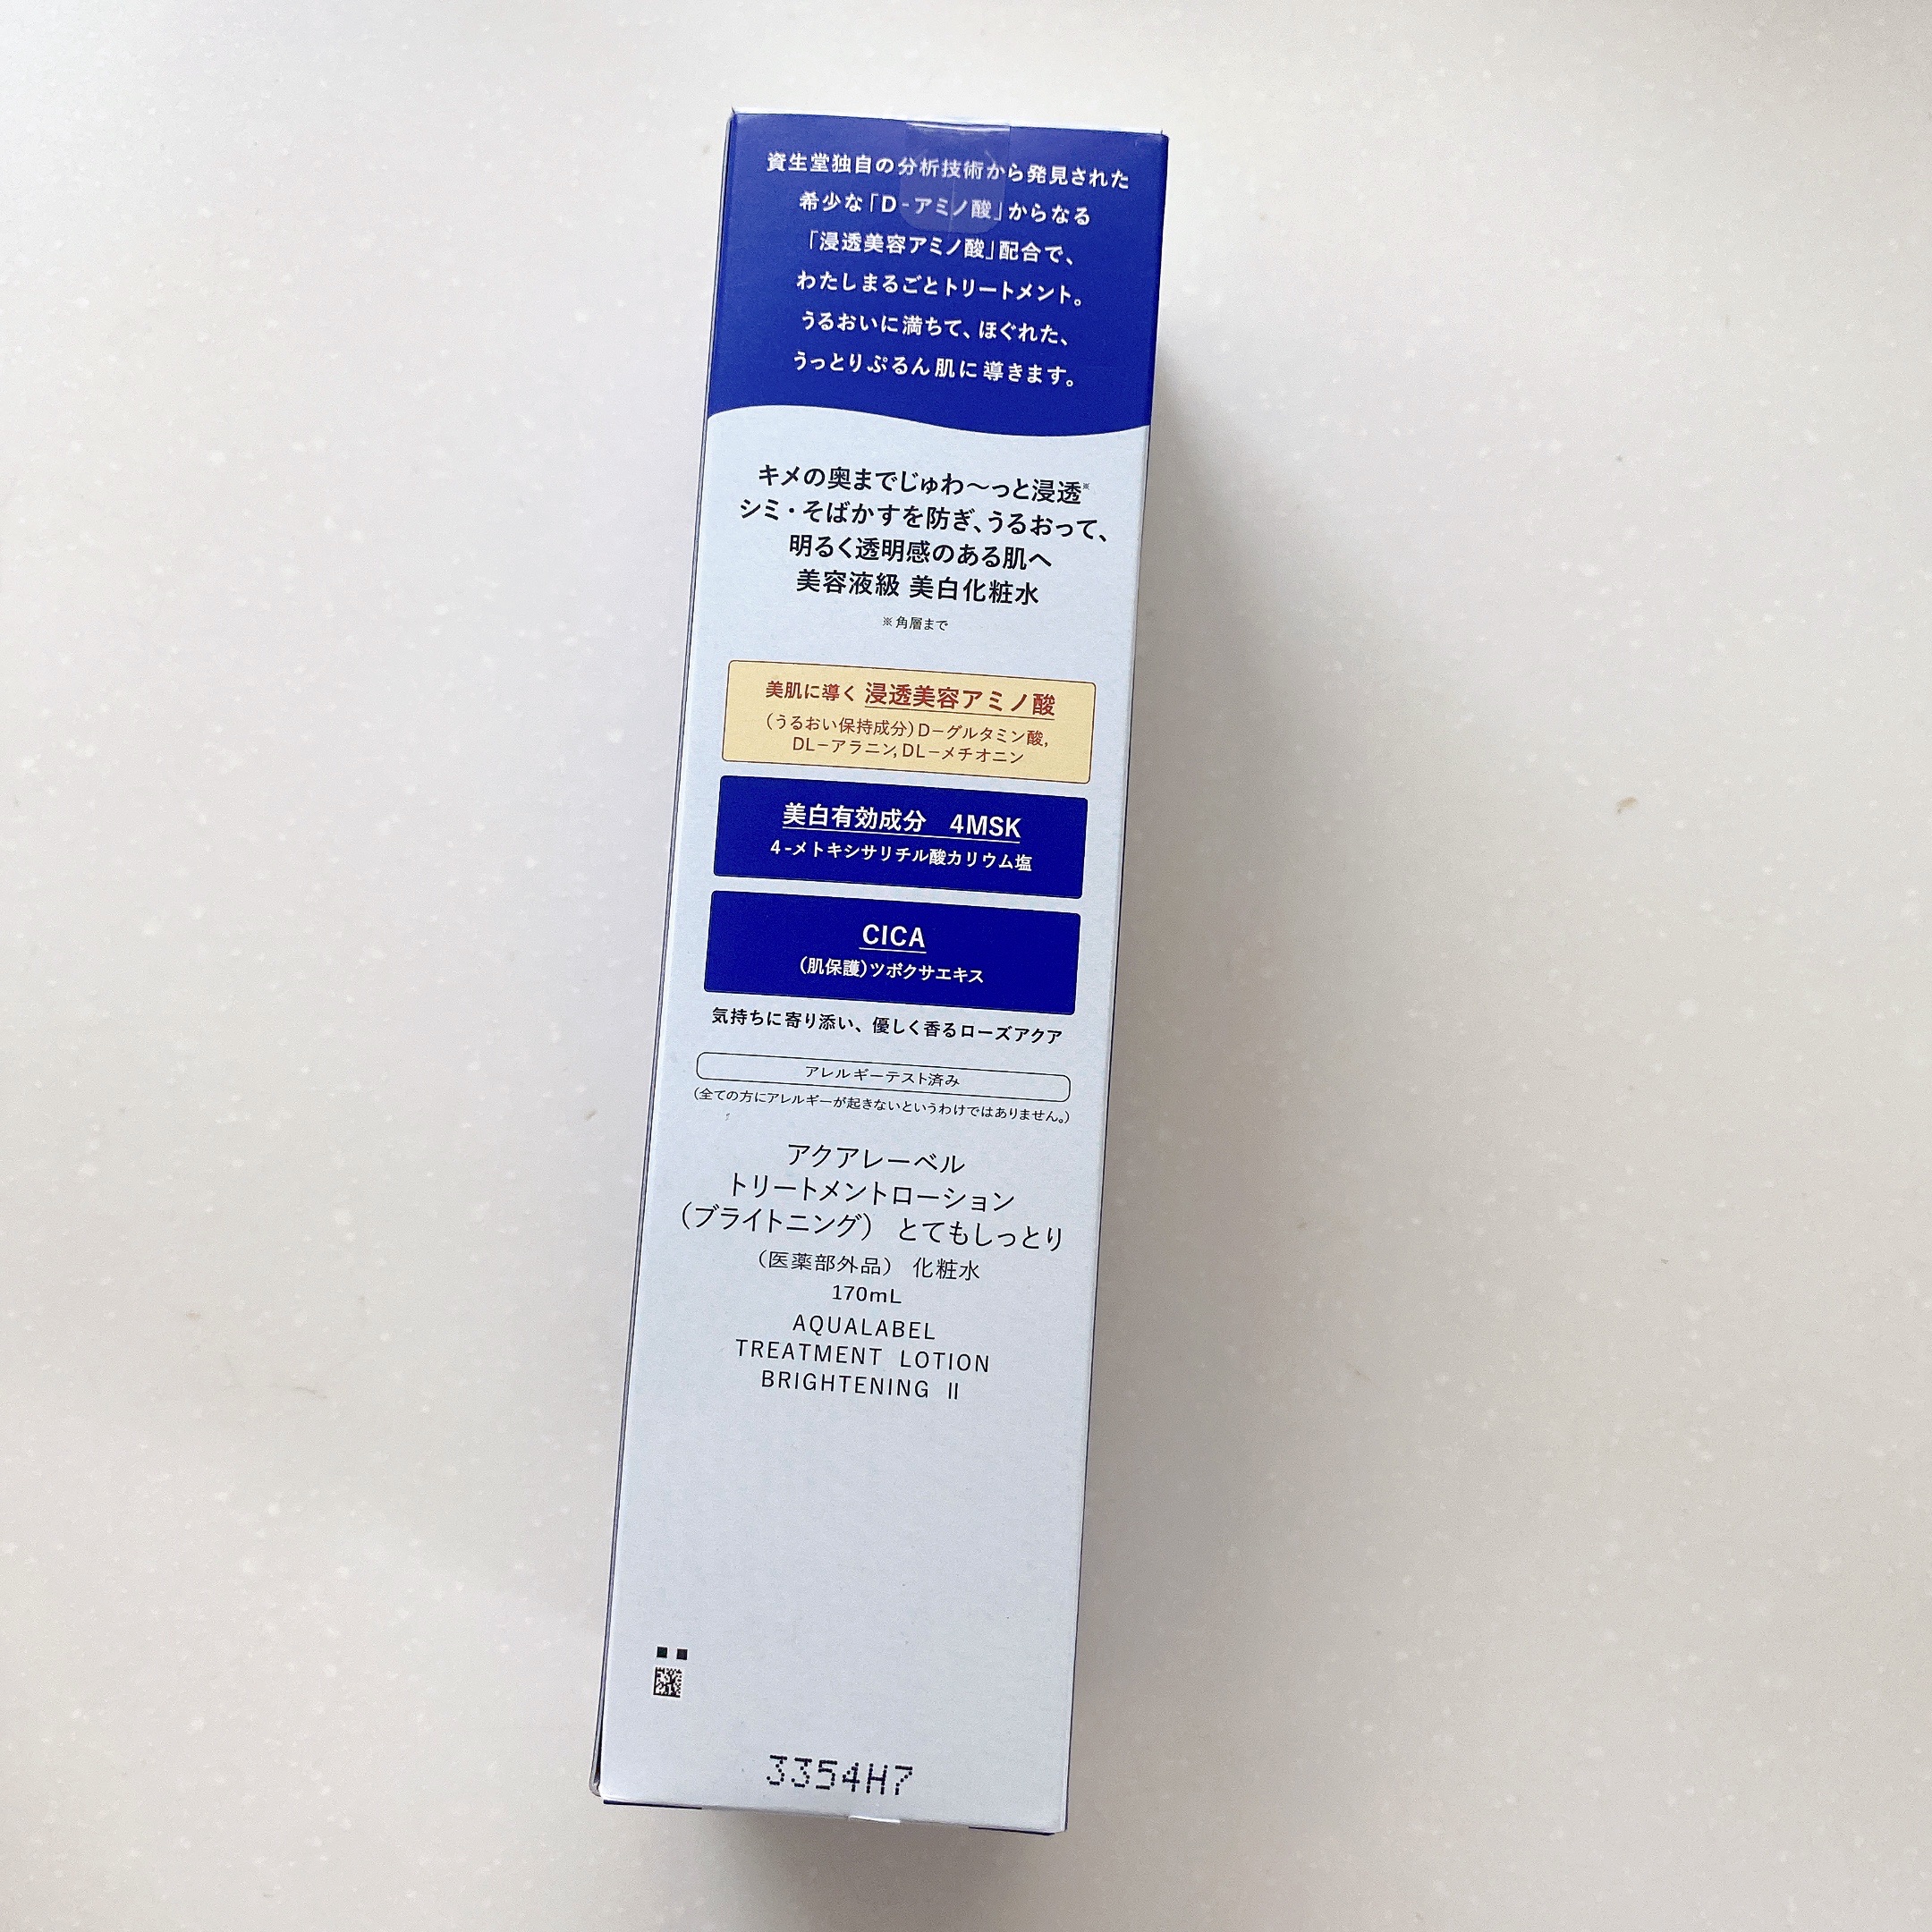 資生堂独自の分析技術から発見された
希少な「D-アミノ酸」からなる
「浸透美容アミノ酸」配合で、
わたしまるごとトリートメント。
うるおいに満ちて、ほぐれた、
うっとりぷるん肌に導きます。
キメの奥までじゅわ～っと浸透※
シミ・そばかすを防ぎ、うるおって、
明るく透明感のある肌へ
美容液級 美白化粧水
※角層まで
美肌に導く 浸透美容アミノ酸
(うるおい保持成分)D-グルタミン酸,
DL-アラニン,DL-メチオニン
美白有効成分 4MSK
4-メトキシサリチル酸カリウム塩
CICA
(肌保護)ツボクサエキス
気持ちに寄り添い、優しく香るローズアクア
アレルギーテスト済み
(全ての方にアレルギーが起きないというわけではありません。)
アクアレーベル
トリートメントローション
(ブライトニング) とてもしっとり
(医薬部外品) 化粧水
170mL
AQUALABEL
TREATMENT LOTION
BRIGHTENING II
3354H7